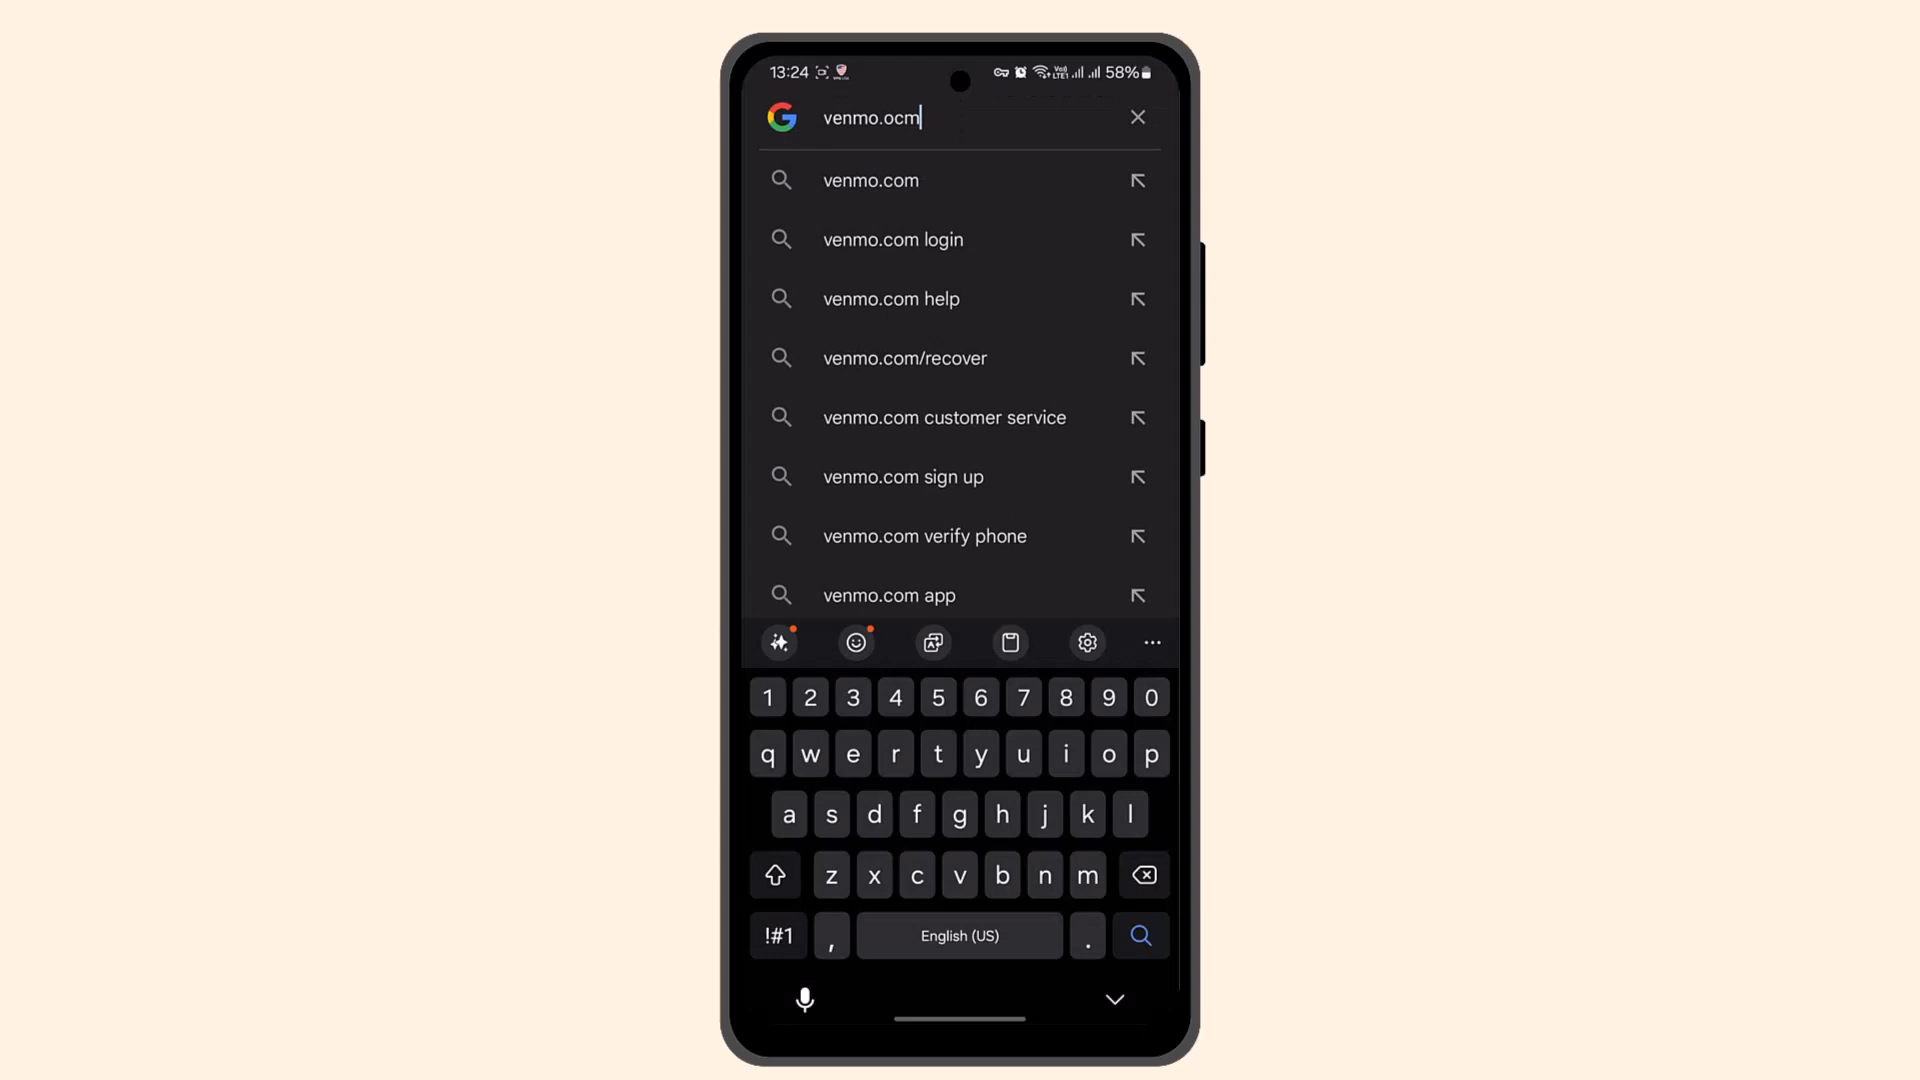 13:24 58%
venmo.ocm
venmo.com
venmo.com login
venmo.com help
venmo.com/recover
venmo.com customer service
venmo.com sign up
venmo.com verify phone
venmo.com app
1 2 3 4 5 6 7 8 9 0
q w e r t y u i o p
a s d f g h j k l
z x c v b n m
!#1 , English (US) .